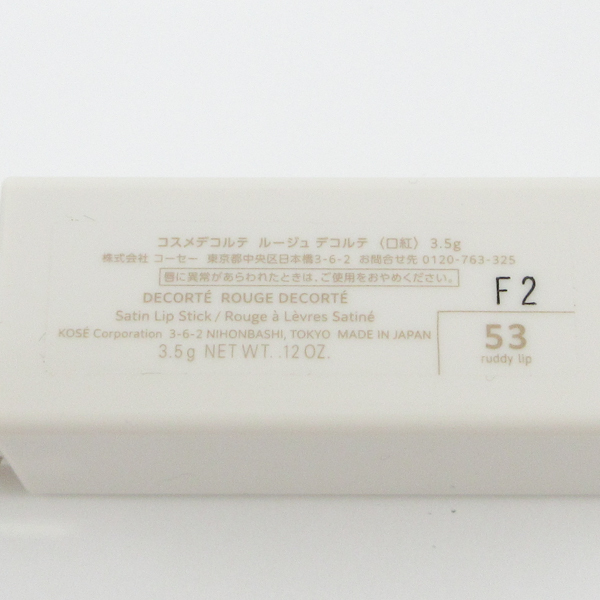 コスメデコルテ ルージュ デコルテ 〈口紅〉 3.5g
株式会社 コーセー 東京都中央区日本橋3-6-2 お問合せ先 0120-763-325
唇に異常があらわれたときは、ご使用をおやめください。
DECORTÉ ROUGE DECORTÉ
Satin Lip Stick / Rouge à Lèvres Satiné
KOSÉ Corporation 3-6-2 NIHONBASHI, TOKYO MADE IN JAPAN
3.5g NET WT. .12 OZ.
F2
53
ruddy lip